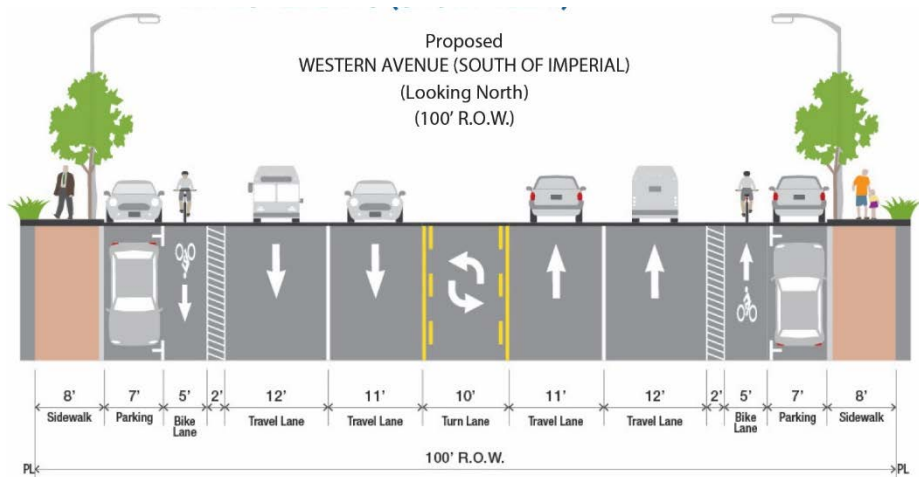 Proposed
WESTERN AVENUE (SOUTH OF IMPERIAL)
(Looking North)
(100' R.O.W.)
8' 7' 5' 2' 12' 11' 10' 11' 12' 2' 5' 7' 8'
Sidewalk Parking Bike Lane Travel Lane Travel Lane Turn Lane Travel Lane Travel Lane Bike Lane Parking Sidewalk
PL 100' R.O.W. PL